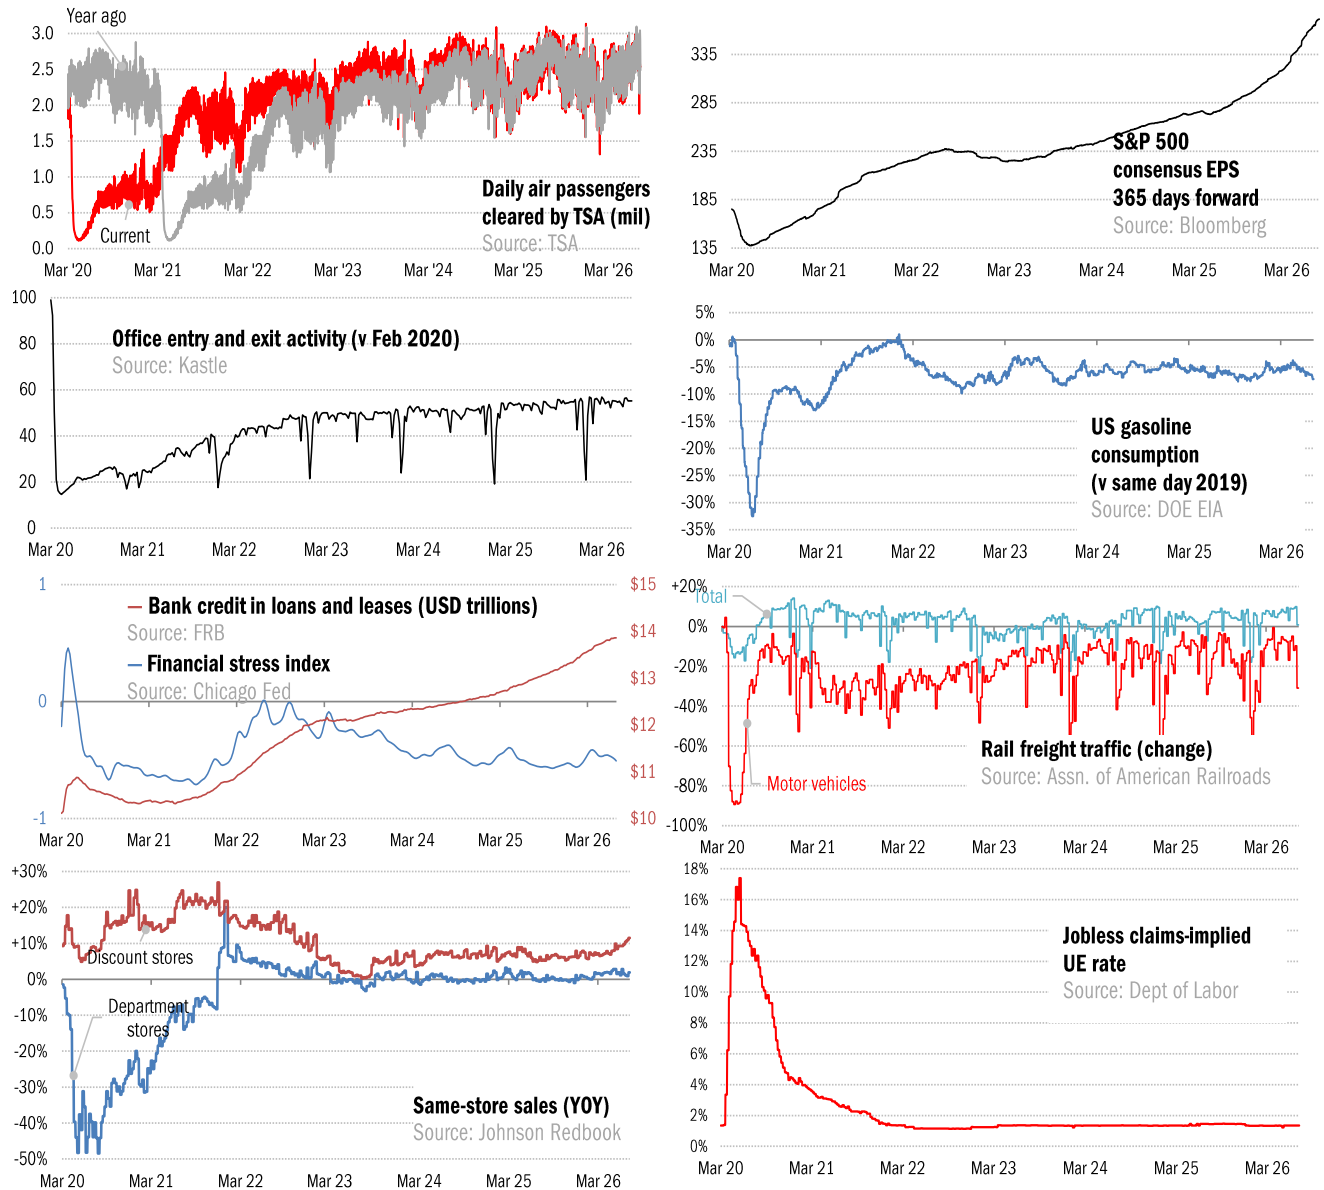 Year ago
3.0
2.5
2.0
1.5
1.0
0.5
0.0
Current
Daily air passengers
cleared by TSA (mil)
Source: TSA
Mar '20 Mar '21 Mar '22 Mar '23 Mar '24 Mar '25 Mar '26
335
285
235
185
135
S&P 500
consensus EPS
365 days forward
Source: Bloomberg
Mar 20 Mar 21 Mar 22 Mar 23 Mar 24 Mar 25 Mar 26
100
80
60
40
20
0
Office entry and exit activity (v Feb 2020)
Source: Kastle
Mar 20 Mar 21 Mar 22 Mar 23 Mar 24 Mar 25 Mar 26
5%
0%
-5%
-10%
-15%
-20%
-25%
-30%
-35%
US gasoline
consumption
(v same day 2019)
Source: DOE EIA
Mar 20 Mar 21 Mar 22 Mar 23 Mar 24 Mar 25 Mar 26
1
0
-1
Bank credit in loans and leases (USD trillions)
Source: FRB
Financial stress index
Source: Chicago Fed
$15
$14
$13
$12
$11
$10
Mar 20 Mar 21 Mar 22 Mar 23 Mar 24 Mar 25 Mar 26
+20%
0%
-20%
-40%
-60%
-80%
-100%
Total
Motor vehicles
Rail freight traffic (change)
Source: Assn. of American Railroads
Mar 20 Mar 21 Mar 22 Mar 23 Mar 24 Mar 25 Mar 26
+30%
+20%
+10%
0%
-10%
-20%
-30%
-40%
-50%
Discount stores
Department
stores
Same-store sales (YOY)
Source: Johnson Redbook
Mar 20 Mar 21 Mar 22 Mar 23 Mar 24 Mar 25 Mar 26
18%
16%
14%
12%
10%
8%
6%
4%
2%
0%
Jobless claims-implied
UE rate
Source: Dept of Labor
Mar 20 Mar 21 Mar 22 Mar 23 Mar 24 Mar 25 Mar 26